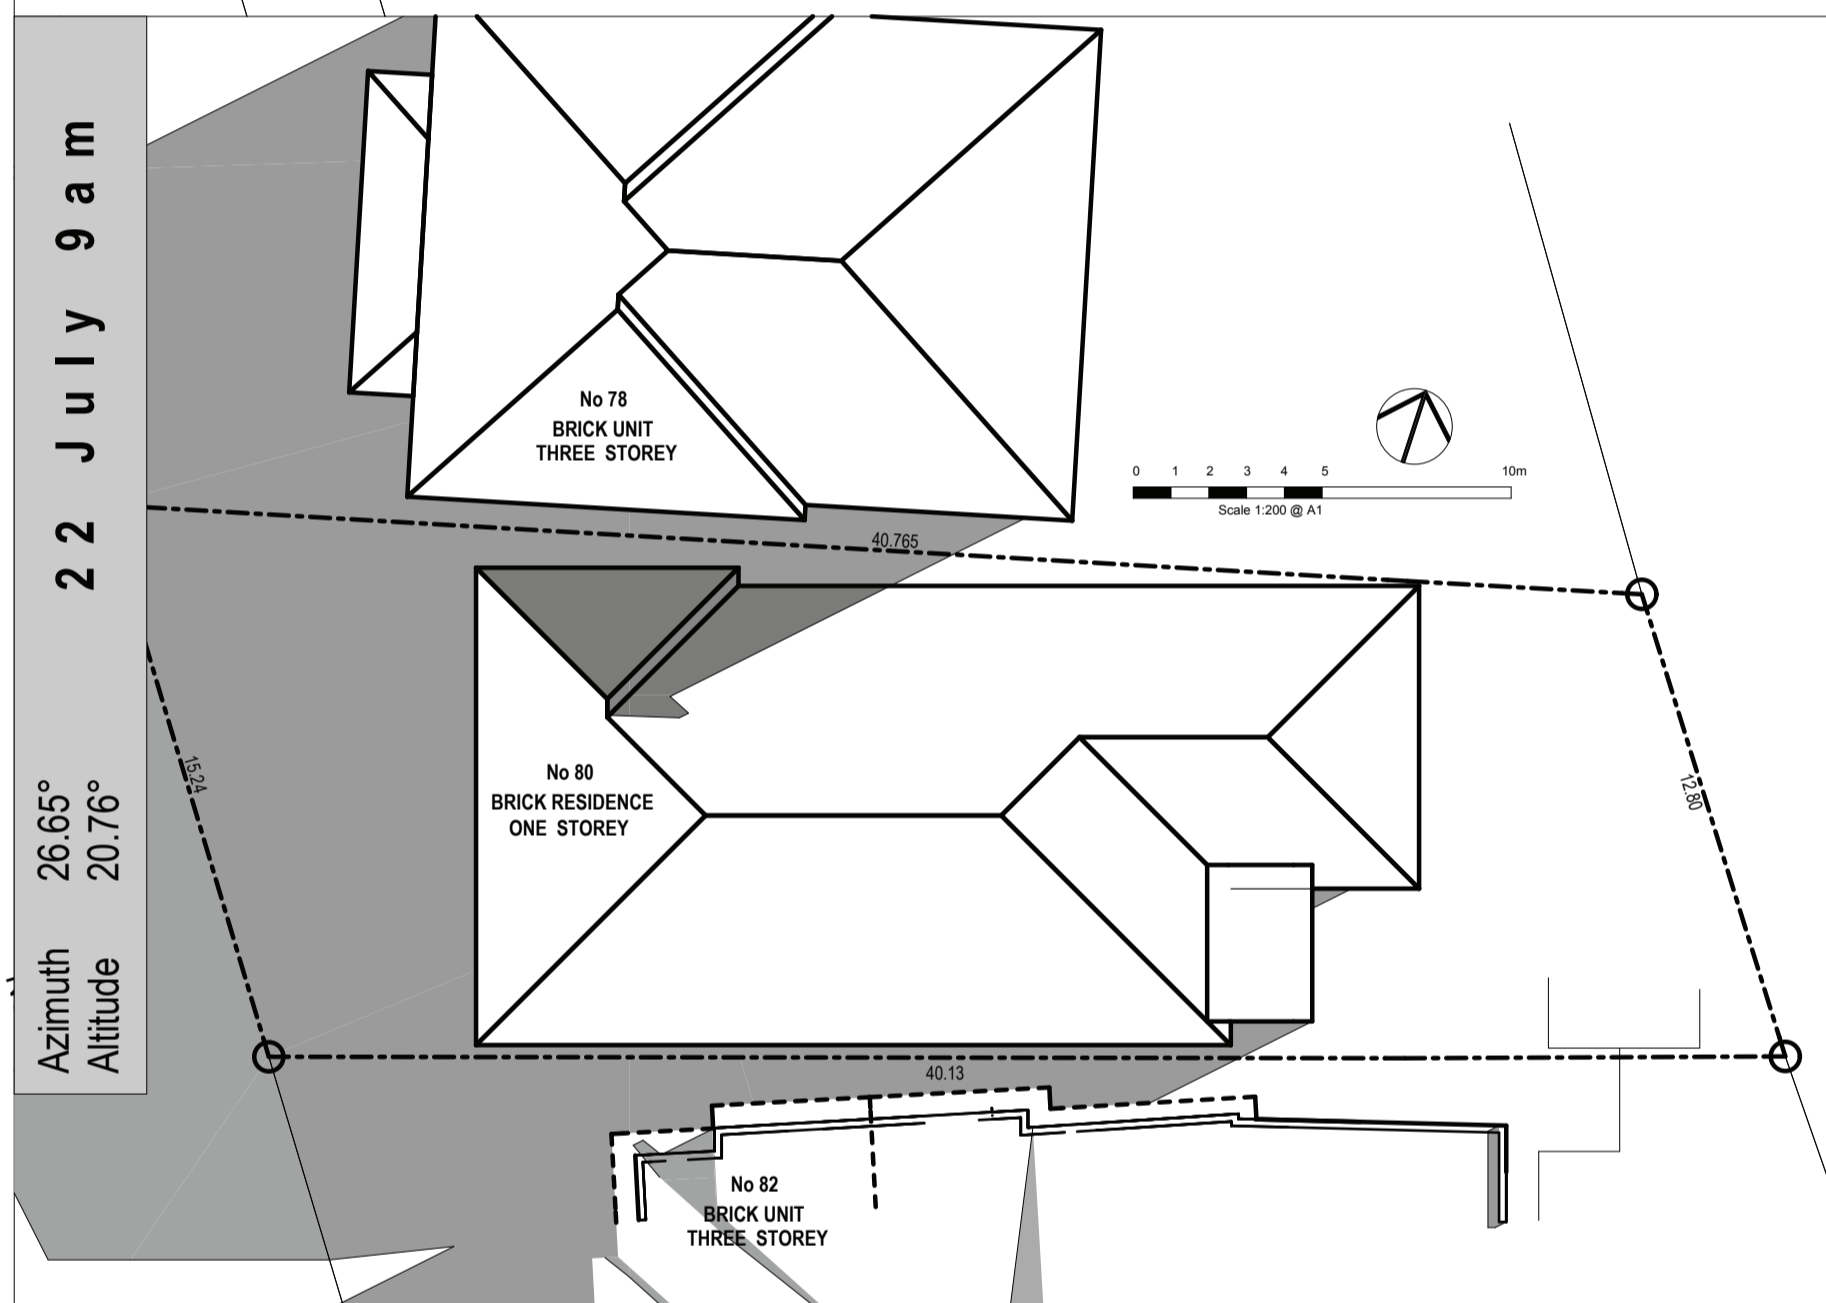 22 July 9am
Azimuth 26.65°
Altitude 20.76°
No 78
BRICK UNIT
THREE STOREY
0 1 2 3 4 5 10m
Scale 1:200 @ A1
40.765
15.24
No 80
BRICK RESIDENCE
ONE STOREY
12.80
40.13
No 82
BRICK UNIT
THREE STOREY